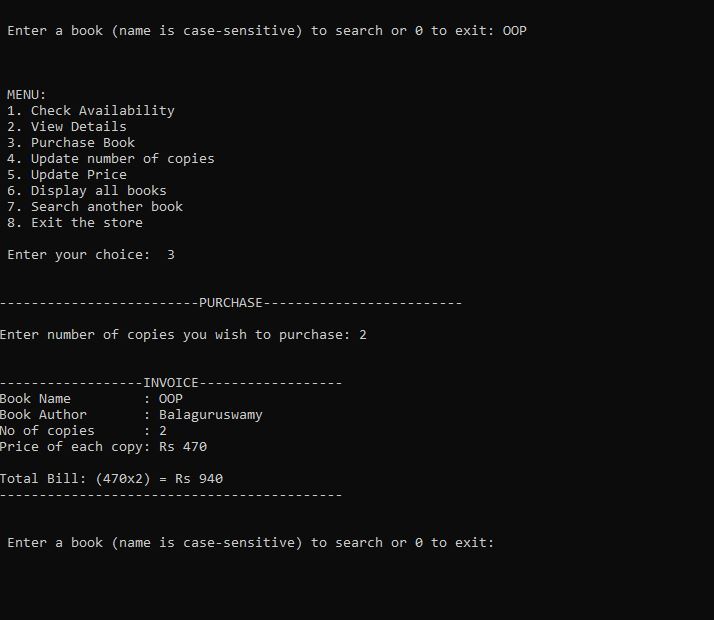 Enter a book (name is case-sensitive) to search or 0 to exit: OOP
MENU:
1. Check Availability
2. View Details
3. Purchase Book
4. Update number of copies
5. Update Price
6. Display all books
7. Search another book
8. Exit the store
Enter your choice:  3
-------------------------PURCHASE-------------------------
Enter number of copies you wish to purchase: 2
------------------INVOICE------------------
Book Name         : OOP
Book Author       : Balaguruswamy
No of copies      : 2
Price of each copy: Rs 470
Total Bill: (470x2) = Rs 940
-------------------------------------------
Enter a book (name is case-sensitive) to search or 0 to exit: